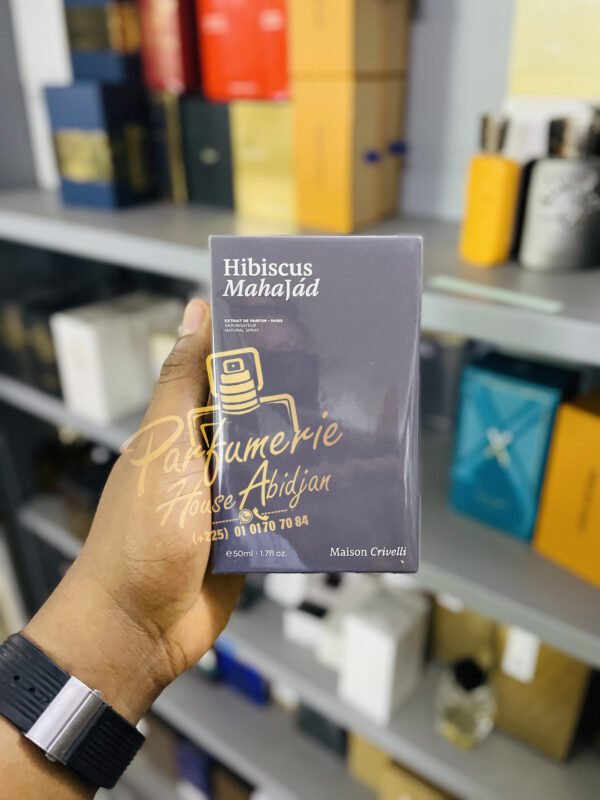 Hibiscus
MahaJád
EXTRAIT DE PARFUM - PARIS
VAPORISATEUR
NATURAL SPRAY
Parfumerie
House Abidjan
(+225) 01 01 70 70 84
e 50ml - 1.7fl.oz.
Maison Crivelli